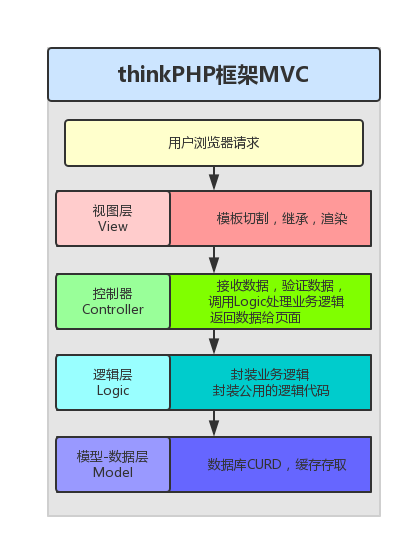 thinkPHP框架MVC
用户浏览器请求
视图层
View
模板切割，继承，渲染
控制器
Controller
接收数据，验证数据，
调用Logic处理业务逻辑
返回数据给页面
逻辑层
Logic
封装业务逻辑
封装公用的逻辑代码
模型-数据层
Model
数据库CURD，缓存存取